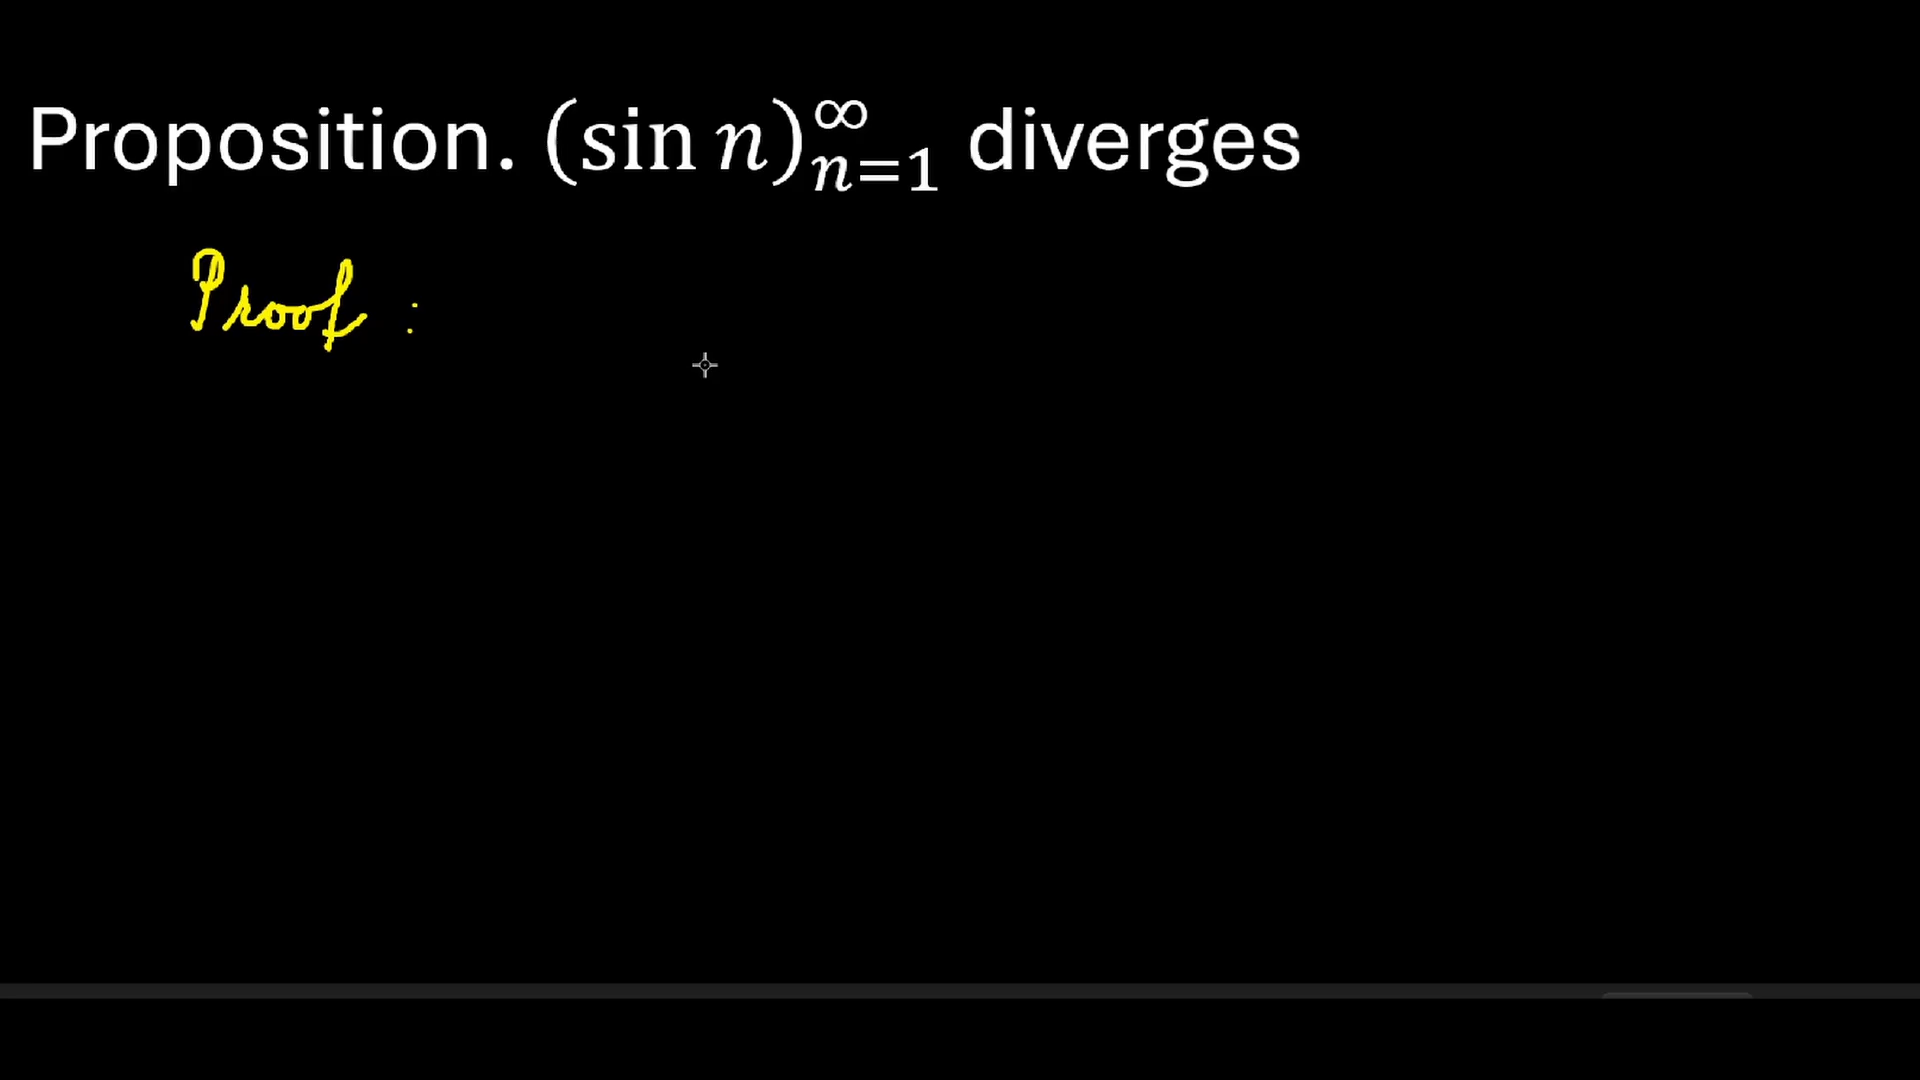 Proposition. (sin n)_{n=1}^{∞} diverges
Proof :